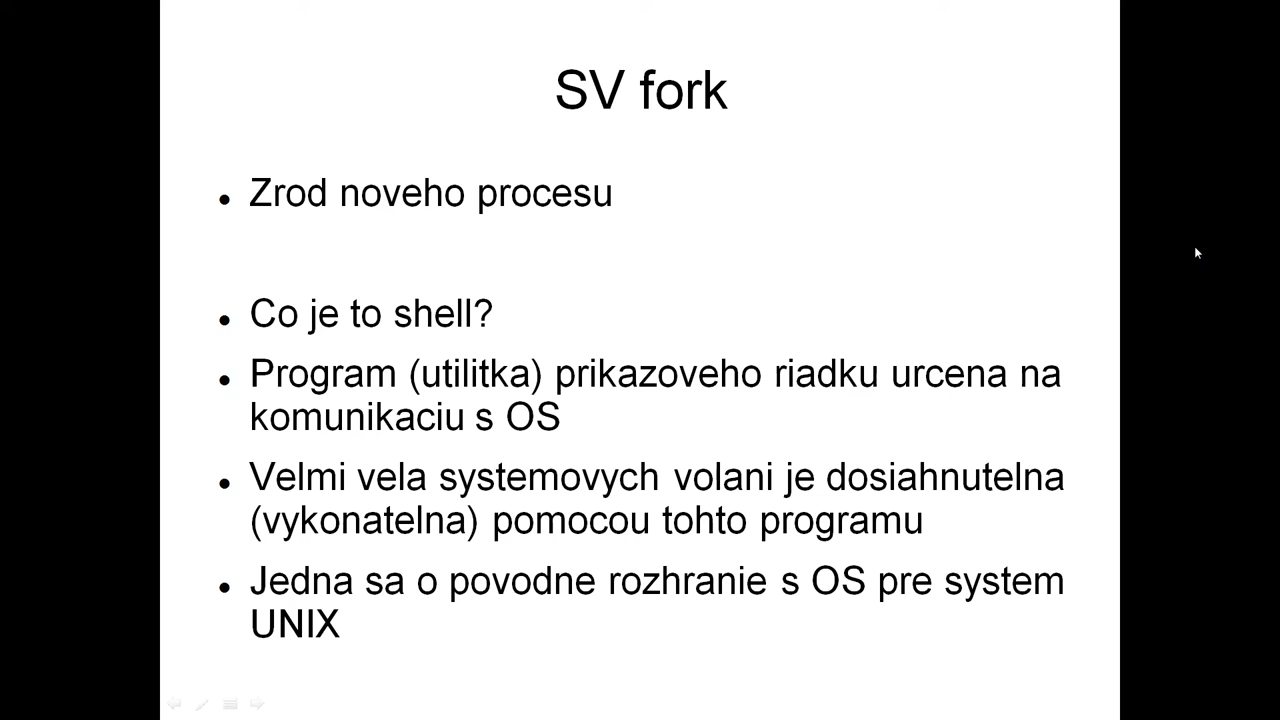 SV fork
Zrod noveho procesu
Co je to shell?
Program (utilitka) prikazoveho riadku urcena na
komunikaciu s OS
Velmi vela systemovych volani je dosiahnutelna
(vykonatelna) pomocou tohto programu
Jedna sa o povodne rozhranie s OS pre system
UNIX